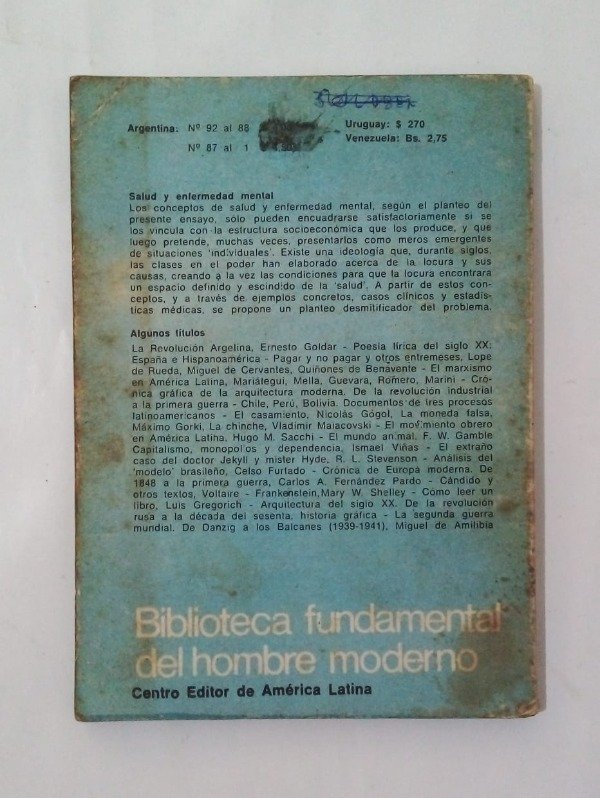 Argentina: Nº 92 al 88
Uruguay: $ 270
Nº 87 al 1
Venezuela: Bs. 2,75
Salud y enfermedad mental
Los conceptos de salud y enfermedad mental, según el planteo del
presente ensayo, sólo pueden encuadrarse satisfactoriamente si se
los vincula con la estructura socioeconómica que los produce, y que
luego pretende, muchas veces, presentarlos como meros emergentes
de situaciones 'individuales'. Existe una ideología que, durante siglos,
las clases en el poder han elaborado acerca de la locura y sus
causas, creando a la vez las condiciones para que la locura encontrara
un espacio definido y escindido de la 'salud'. A partir de estos con-
ceptos, y a través de ejemplos concretos, casos clínicos y estadís-
ticas médicas, se propone un planteo desmitificador del problema.
Algunos títulos
La Revolución Argelina, Ernesto Goldar - Poesía lírica del siglo XX:
España e Hispanoamérica - Pagar y no pagar y otros entremeses, Lope
de Rueda, Miguel de Cervantes, Quiñones de Benavente - El marxismo
en América Latina, Mariátegui, Mella, Guevara, Romero, Marini - Cró-
nica gráfica de la arquitectura moderna. De la revolución industrial
a la primera guerra - Chile, Perú, Bolivia. Documentos de tres procesos
latinoamericanos - El casamiento, Nicolás Gógol, La moneda falsa,
Máximo Gorki, La chinche, Vladimir Maiacovski - El movimiento obrero
en América Latina, Hugo M. Sacchi - El mundo animal, F. W. Gamble
Capitalismo, monopolios y dependencia, Ismael Viñas - El extraño
caso del doctor Jekyll y mister Hyde, R. L. Stevenson - Análisis del
'modelo' brasileño, Celso Furtado - Crónica de Europa moderna. De
1848 a la primera guerra, Carlos A. Fernández Pardo - Cándido y
otros textos, Voltaire - Frankenstein, Mary W. Shelley - Cómo leer un
libro, Luis Gregorich - Arquitectura del siglo XX. De la revolución
rusa a la década del sesenta, historia gráfica - La segunda guerra
mundial. De Danzig a los Balcanes (1939-1941), Miguel de Amilibia
Biblioteca fundamental
del hombre moderno
Centro Editor de América Latina